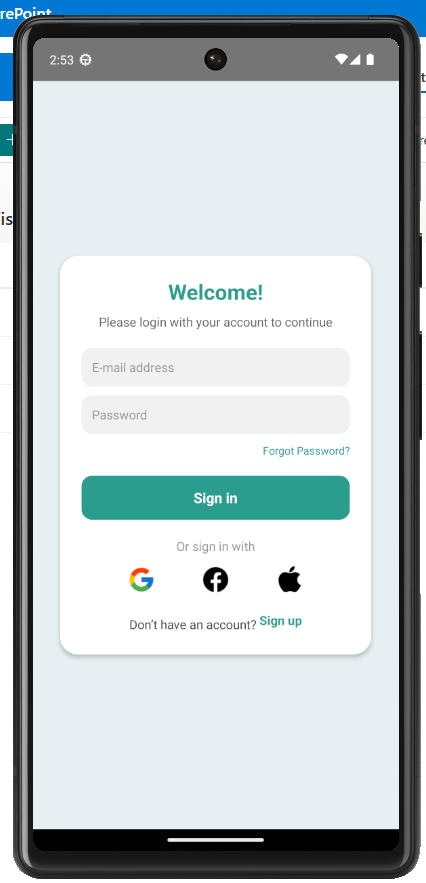 rePoint
2:53
Welcome!
Please login with your account to continue
E-mail address
Password
Forgot Password?
Sign in
Or sign in with
Don't have an account? Sign up